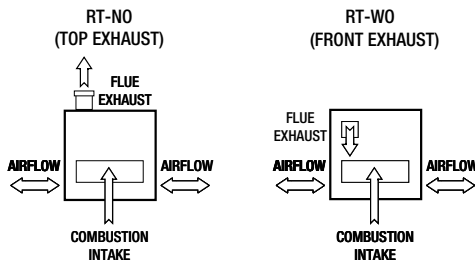 RT-NO
(TOP EXHAUST)
FLUE
EXHAUST
AIRFLOW
AIRFLOW
COMBUSTION
INTAKE
RT-WO
(FRONT EXHAUST)
FLUE
EXHAUST
AIRFLOW
AIRFLOW
COMBUSTION
INTAKE